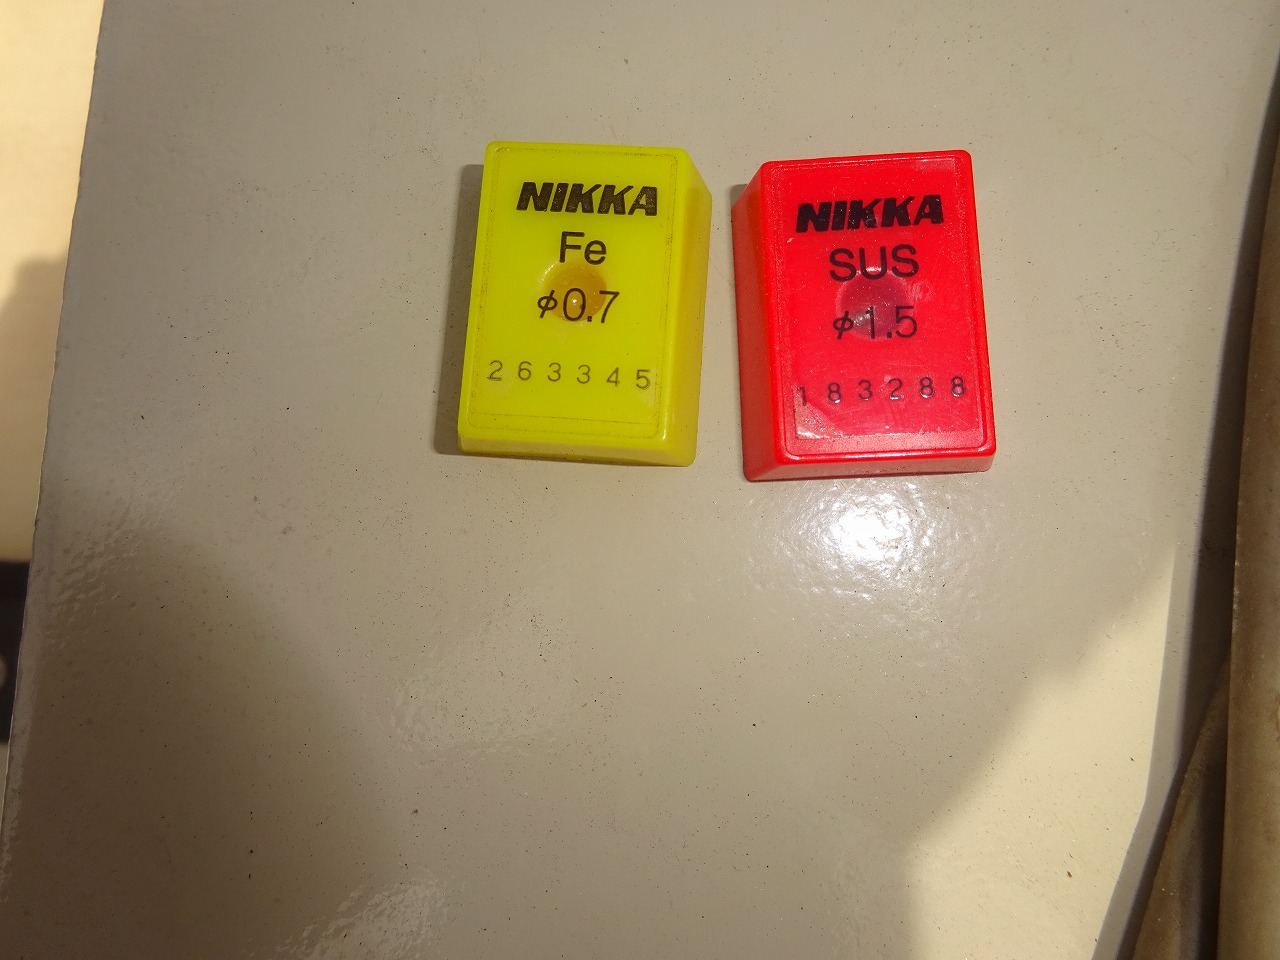 NIKKA
Fe
φ0.7
263345
NIKKA
SUS
φ1.5
183288